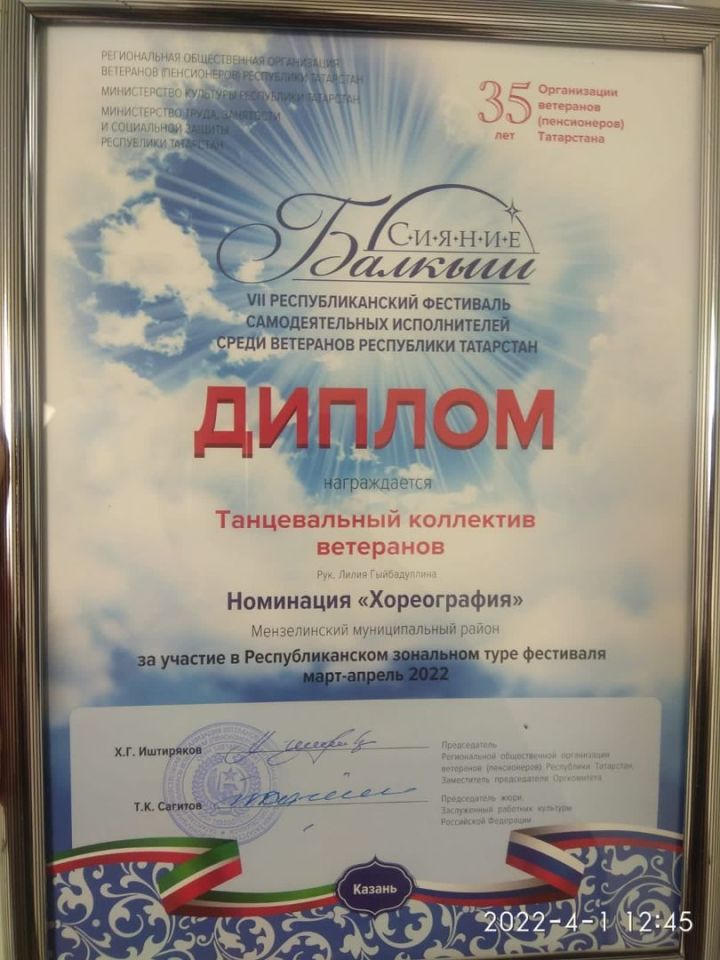 РЕГИОНАЛЬНАЯ ОБЩЕСТВЕННАЯ ОРГАНИЗАЦИЯ
ВЕТЕРАНОВ (ПЕНСИОНЕРОВ) РЕСПУБЛИКИ ТАТАРСТАН
МИНИСТЕРСТВО КУЛЬТУРЫ РЕСПУБЛИКИ ТАТАРСТАН
МИНИСТЕРСТВО ТРУДА, ЗАНЯТОСТИ
И СОЦИАЛЬНОЙ ЗАЩИТЫ
РЕСПУБЛИКИ ТАТАРСТАН
35 лет
Организации
ветеранов
(пенсионеров)
Татарстана
С·И·Я·Н·И·Е
Балкыш
VII РЕСПУБЛИКАНСКИЙ ФЕСТИВАЛЬ
САМОДЕЯТЕЛЬНЫХ ИСПОЛНИТЕЛЕЙ
СРЕДИ ВЕТЕРАНОВ РЕСПУБЛИКИ ТАТАРСТАН
ДИПЛОМ
награждается
Танцевальный коллектив
ветеранов
Рук. Лилия Гыйбадуллина
Номинация «Хореография»
Мензелинский муниципальный район
за участие в Республиканском зональном туре фестиваля
март-апрель 2022
Х.Г. Иштиряков
Председатель
Региональной общественной организации
ветеранов (пенсионеров) Республики Татарстан,
Заместитель председателя Оргкомитета
Т.К. Сагитов
Председатель жюри,
Заслуженный работник культуры
Российской Федерации
Казань
2022-4-1 12:45